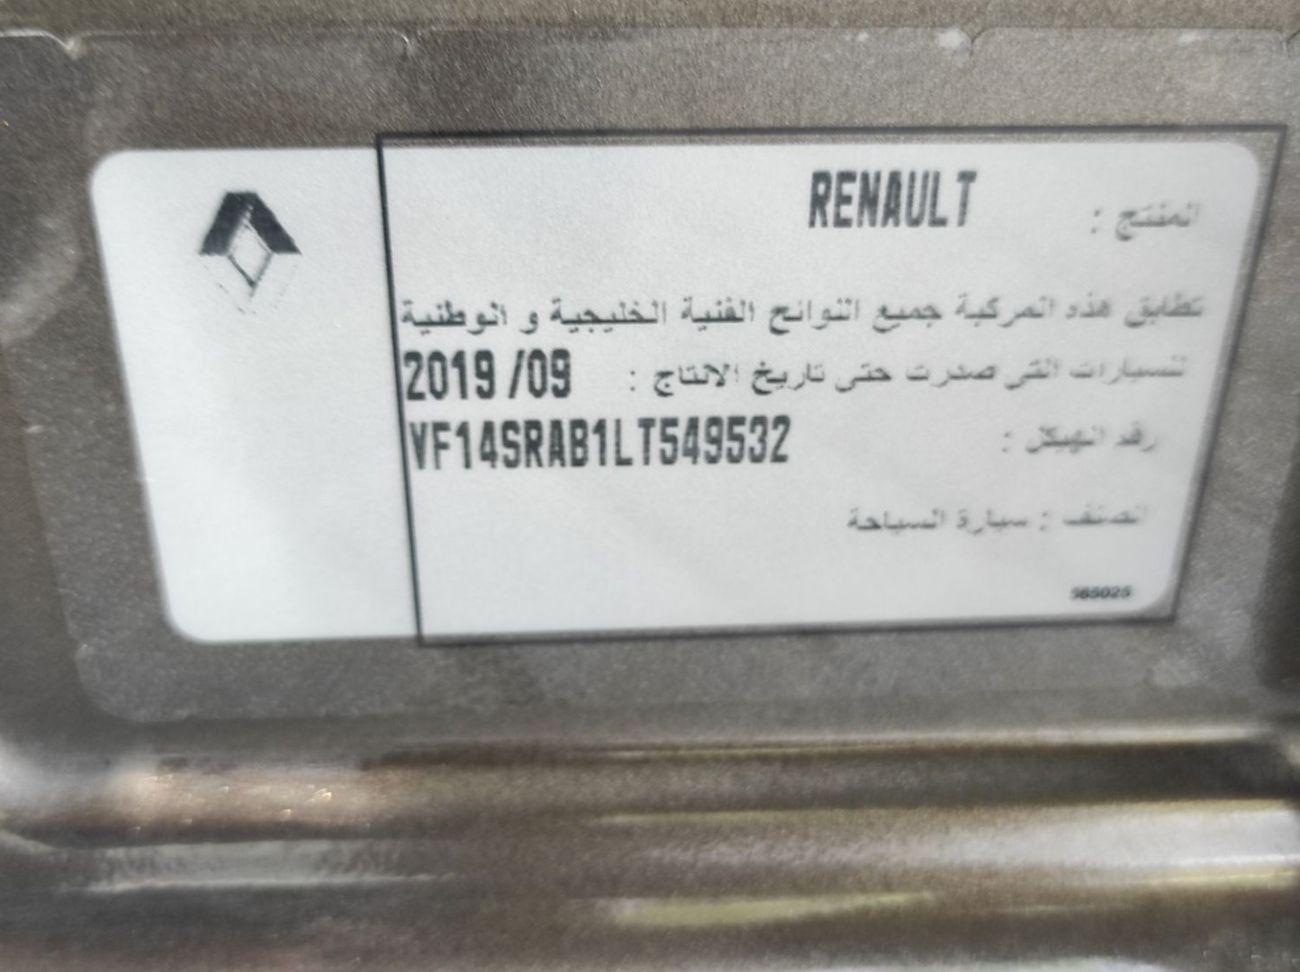 المنتج : RENAULT
تطابق هذه المركبة جميع اللوائح الفنية الخليجية و الوطنية
للسيارات التي صدرت حتى تاريخ الانتاج : 2019 /09
رقم الهيكل : VF14SRAB1LT549532
الصنف : سيارة السياحة
565025